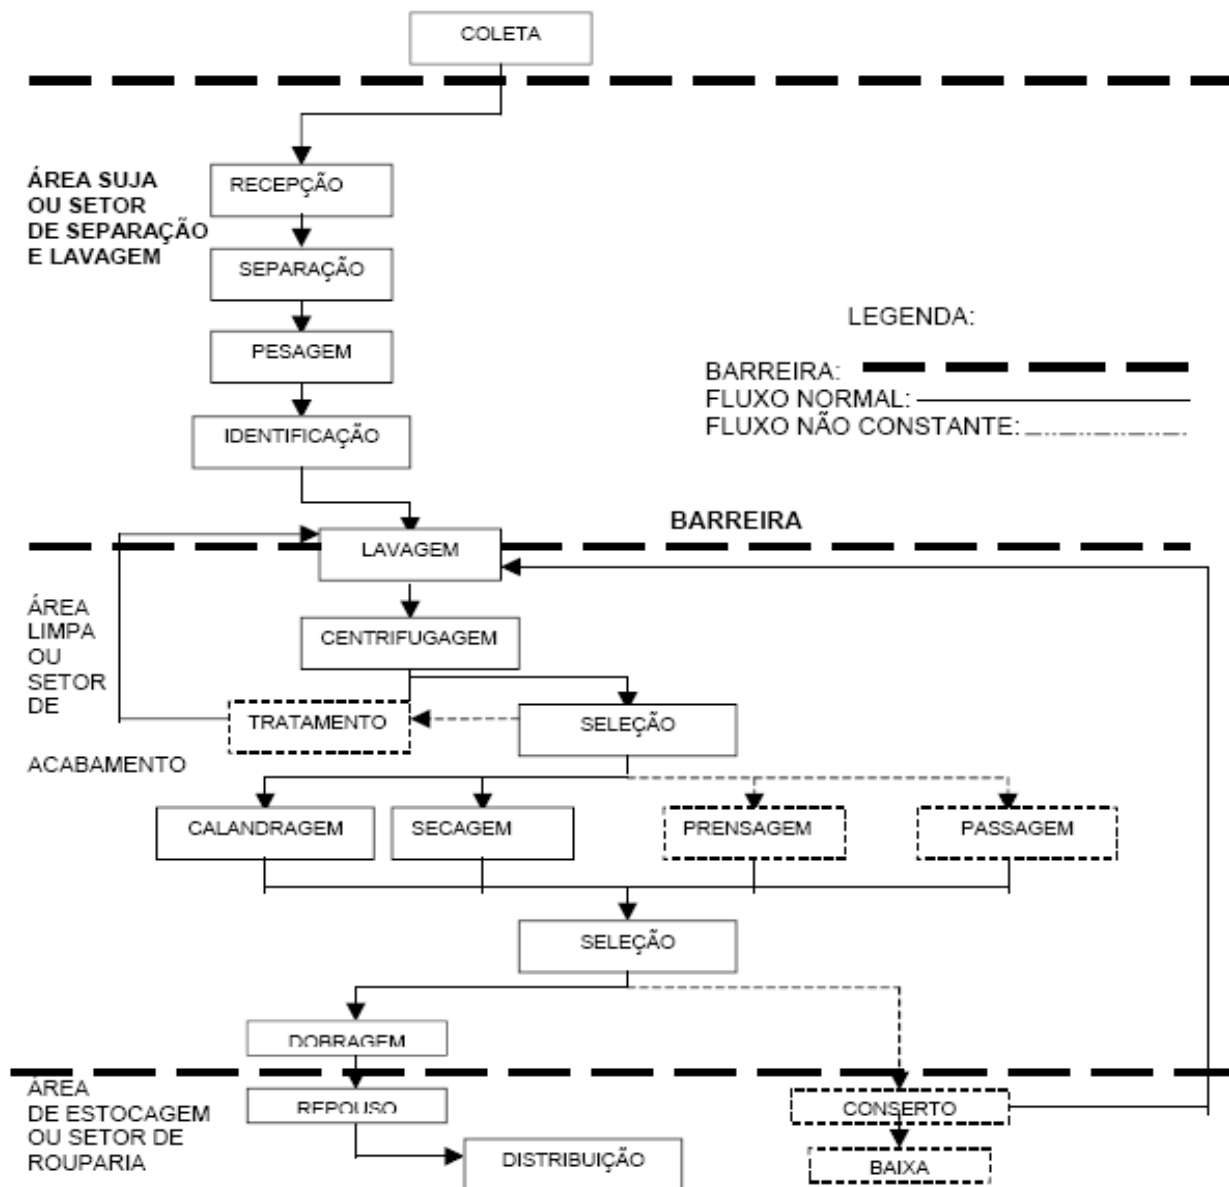 COLETA
ÁREA SUJA
OU SETOR
DE SEPARAÇÃO
E LAVAGEM
RECEPÇÃO
SEPARAÇÃO
PESAGEM
IDENTIFICAÇÃO
LEGENDA:
BARREIRA:
FLUXO NORMAL:
FLUXO NÃO CONSTANTE:
BARREIRA
LAVAGEM
ÁREA
LIMPA
OU
SETOR
DE
ACABAMENTO
CENTRIFUGAGEM
TRATAMENTO
SELEÇÃO
CALANDRAGEM
SECAGEM
PRENSAGEM
PASSAGEM
SELEÇÃO
DOBRAGEM
ÁREA
DE ESTOCAGEM
OU SETOR DE
ROUPARIA
REPOUSO
CONSERTO
DISTRIBUIÇÃO
BAIXA